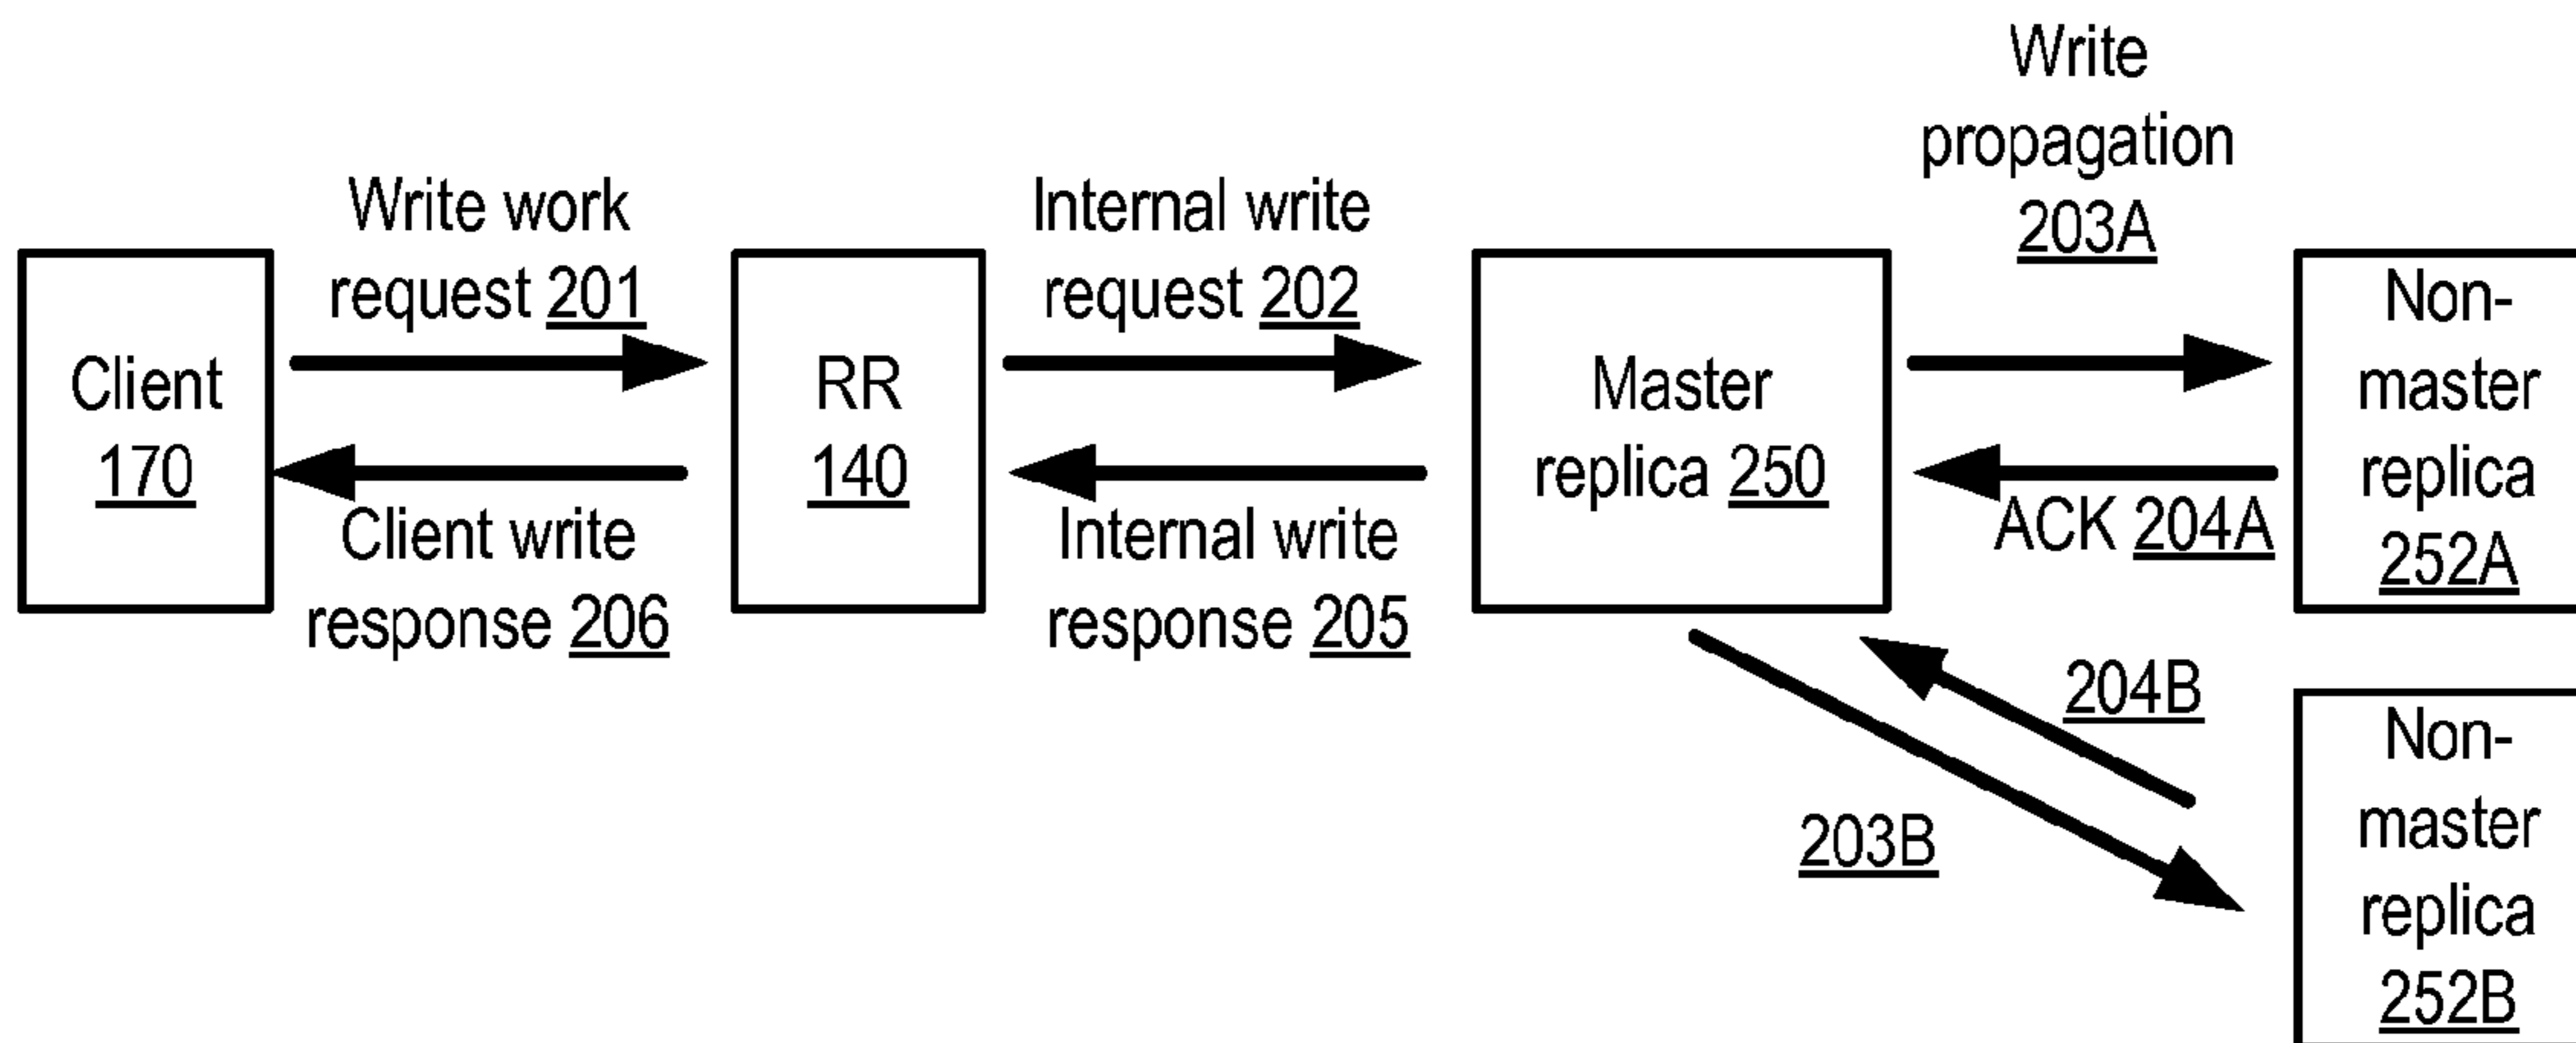 Write
propagation
203A
Write work
request 201
Internal write
request 202
Client
170
RR
140
Master
replica 250
Non-
master
replica
252A
Client write
response 206
Internal write
response 205
ACK 204A
204B
203B
Non-
master
replica
252B